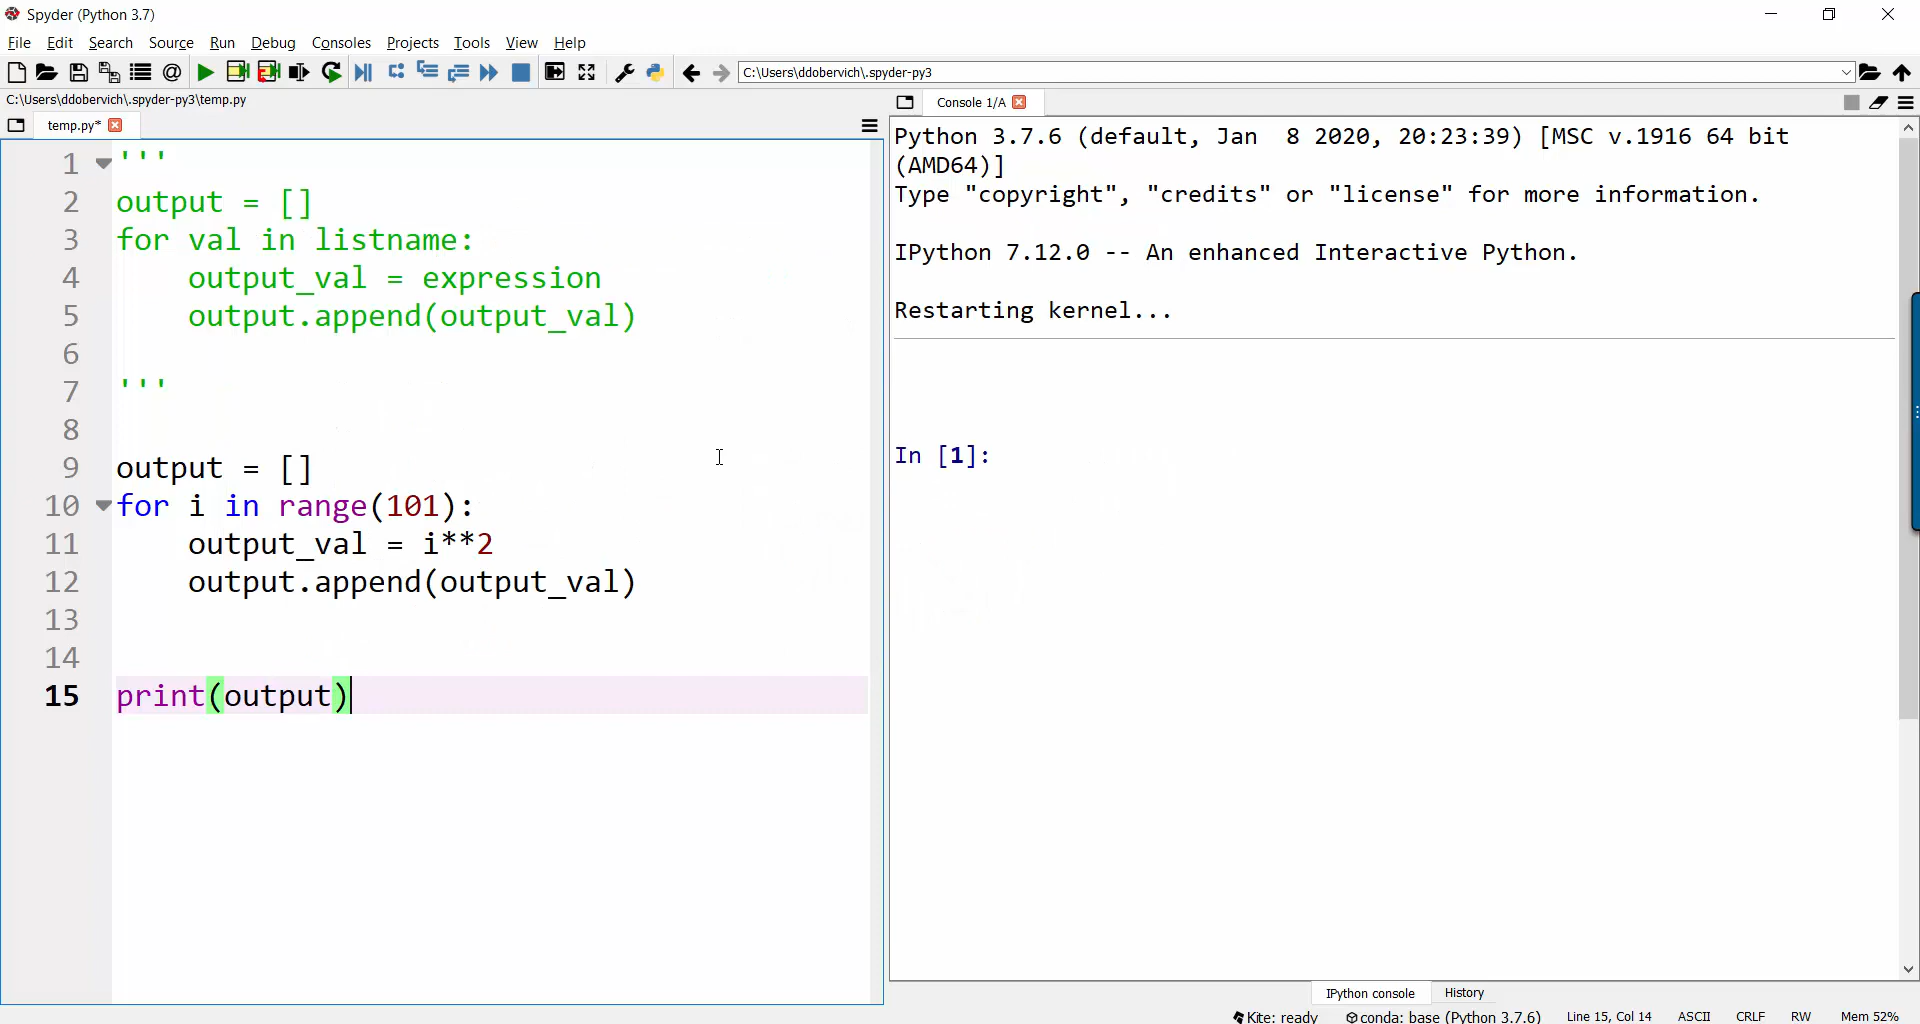 Spyder (Python 3.7)
File Edit Search Source Run Debug Consoles Projects Tools View Help
C:\Users\ddobervich\.spyder-py3
C:\Users\ddobervich\.spyder-py3\temp.py
temp.py*
1 '''
2 output = []
3 for val in listname:
4     output_val = expression
5     output.append(output_val)
6
7 '''
8
9 output = []
10 for i in range(101):
11     output_val = i**2
12     output.append(output_val)
13
14
15 print(output)
Console 1/A
Python 3.7.6 (default, Jan  8 2020, 20:23:39) [MSC v.1916 64 bit
(AMD64)]
Type "copyright", "credits" or "license" for more information.
IPython 7.12.0 -- An enhanced Interactive Python.
Restarting kernel...
In [1]:
IPython console History
Kite: ready conda: base (Python 3.7.6) Line 15, Col 14 ASCII CRLF RW Mem 52%